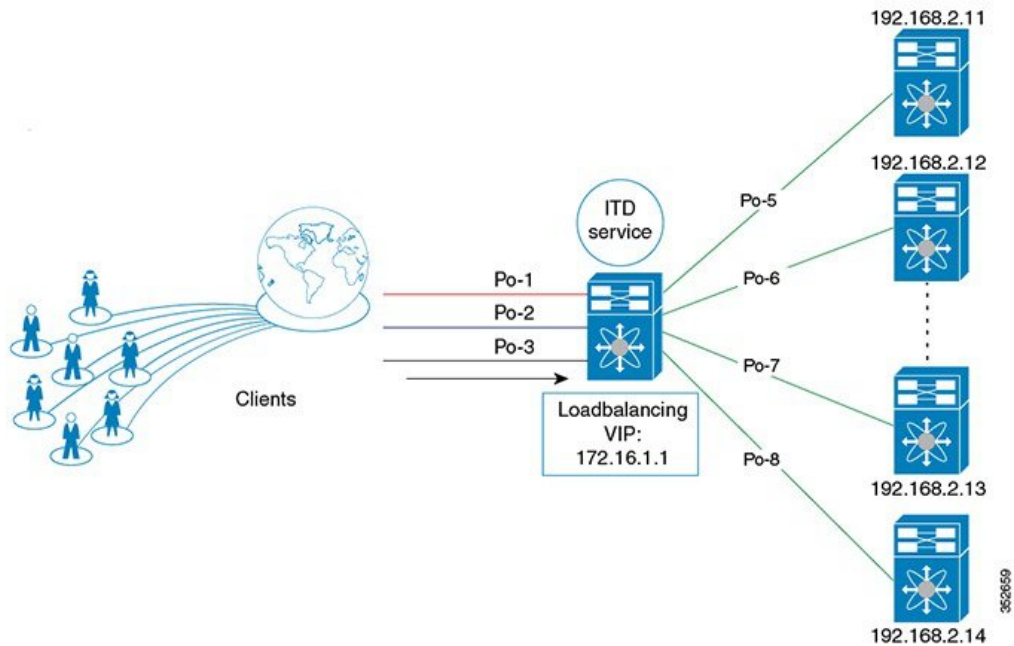 192.168.2.11
192.168.2.12
Po-5
ITD
service
Po-6
Po-1
Po-2
Po-3
Po-7
Clients
Loadbalancing
VIP:
172.16.1.1
Po-8
192.168.2.13
192.168.2.14
352659